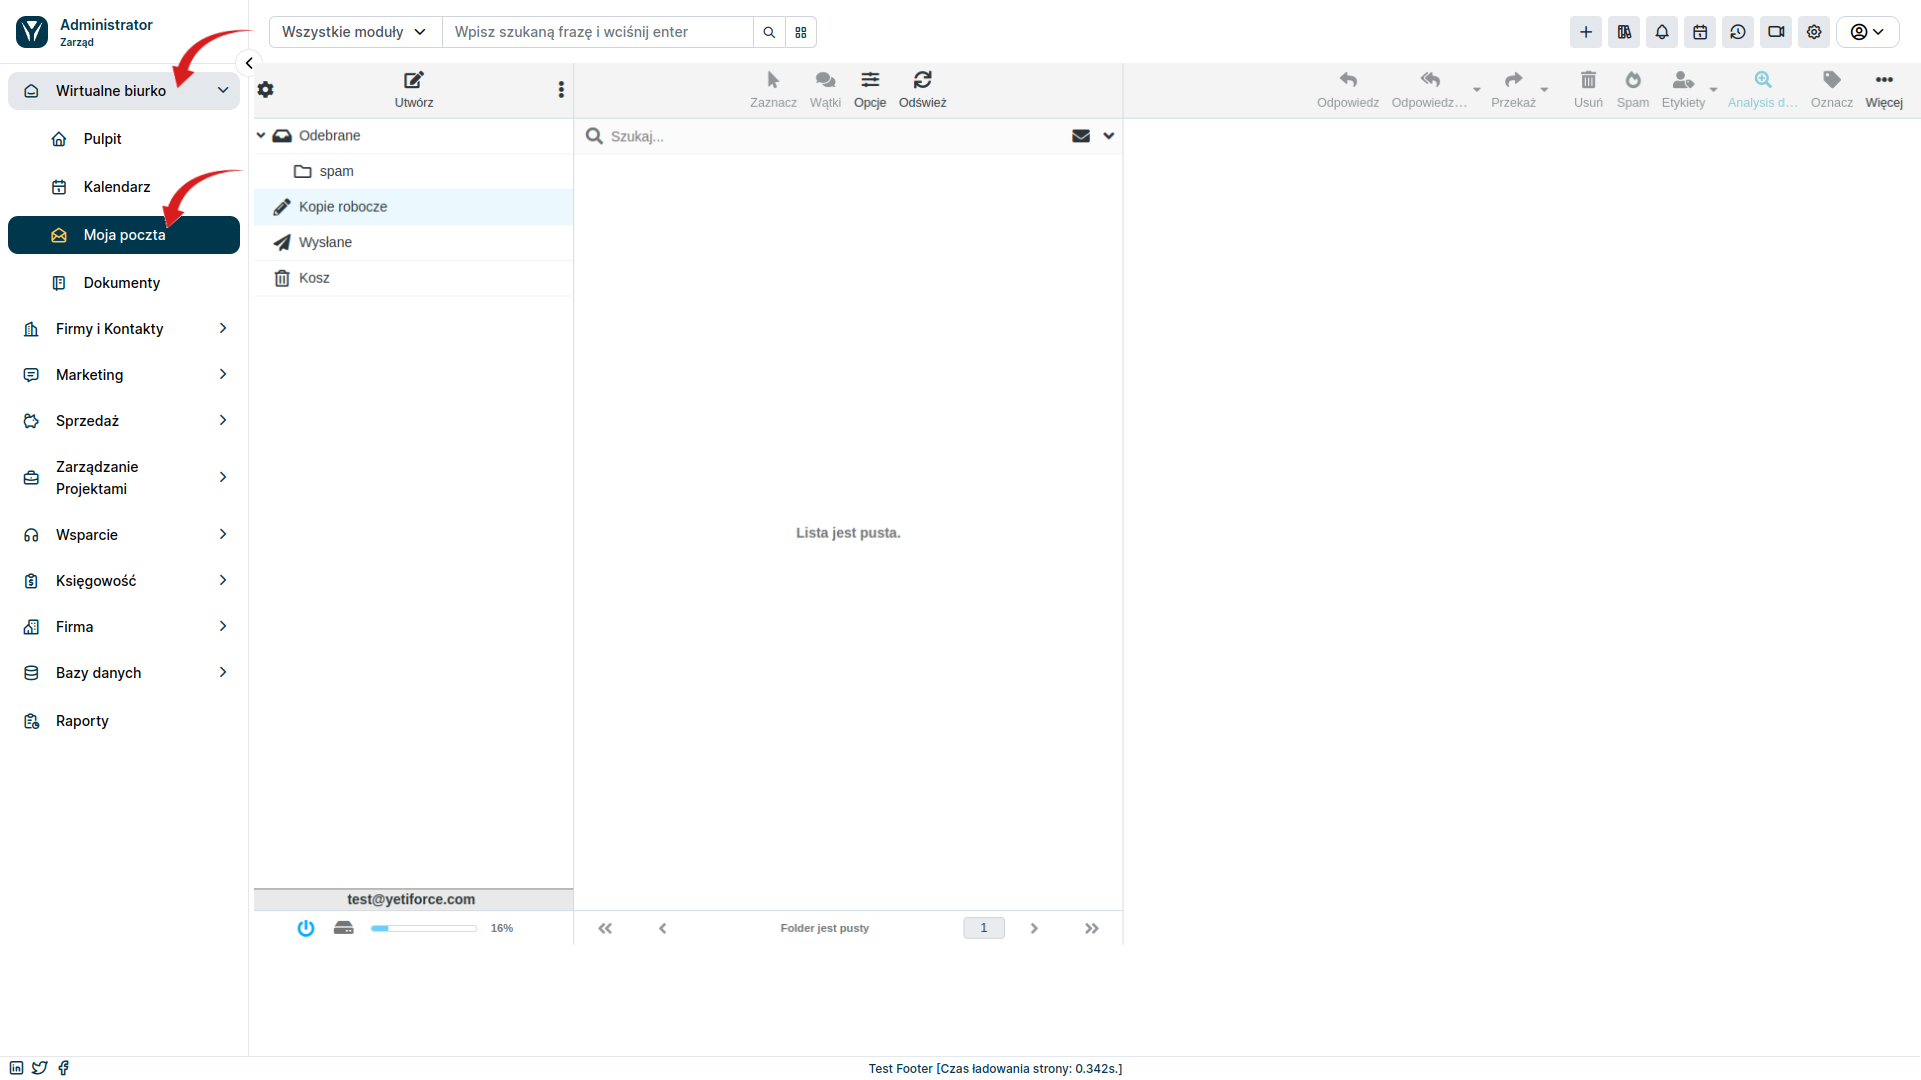 Administrator
Zarząd
Wszystkie moduły
Wpisz szukaną frazę i wciśnij enter
Wirtualne biurko
Pulpit
Kalendarz
Moja poczta
Dokumenty
Firmy i Kontakty
Marketing
Sprzedaż
Zarządzanie
Projektami
Wsparcie
Księgowość
Firma
Bazy danych
Raporty
Utwórz
Zaznacz
Wątki
Opcje
Odśwież
Odpowiedz
Odpowiedz...
Przekaż
Usuń
Spam
Etykiety
Analysis d...
Oznacz
Więcej
Odebrane
spam
Kopie robocze
Wysłane
Kosz
Szukaj...
Lista jest pusta.
test@yetiforce.com
16%
Folder jest pusty
1
Test Footer [Czas ładowania strony: 0.342s.]